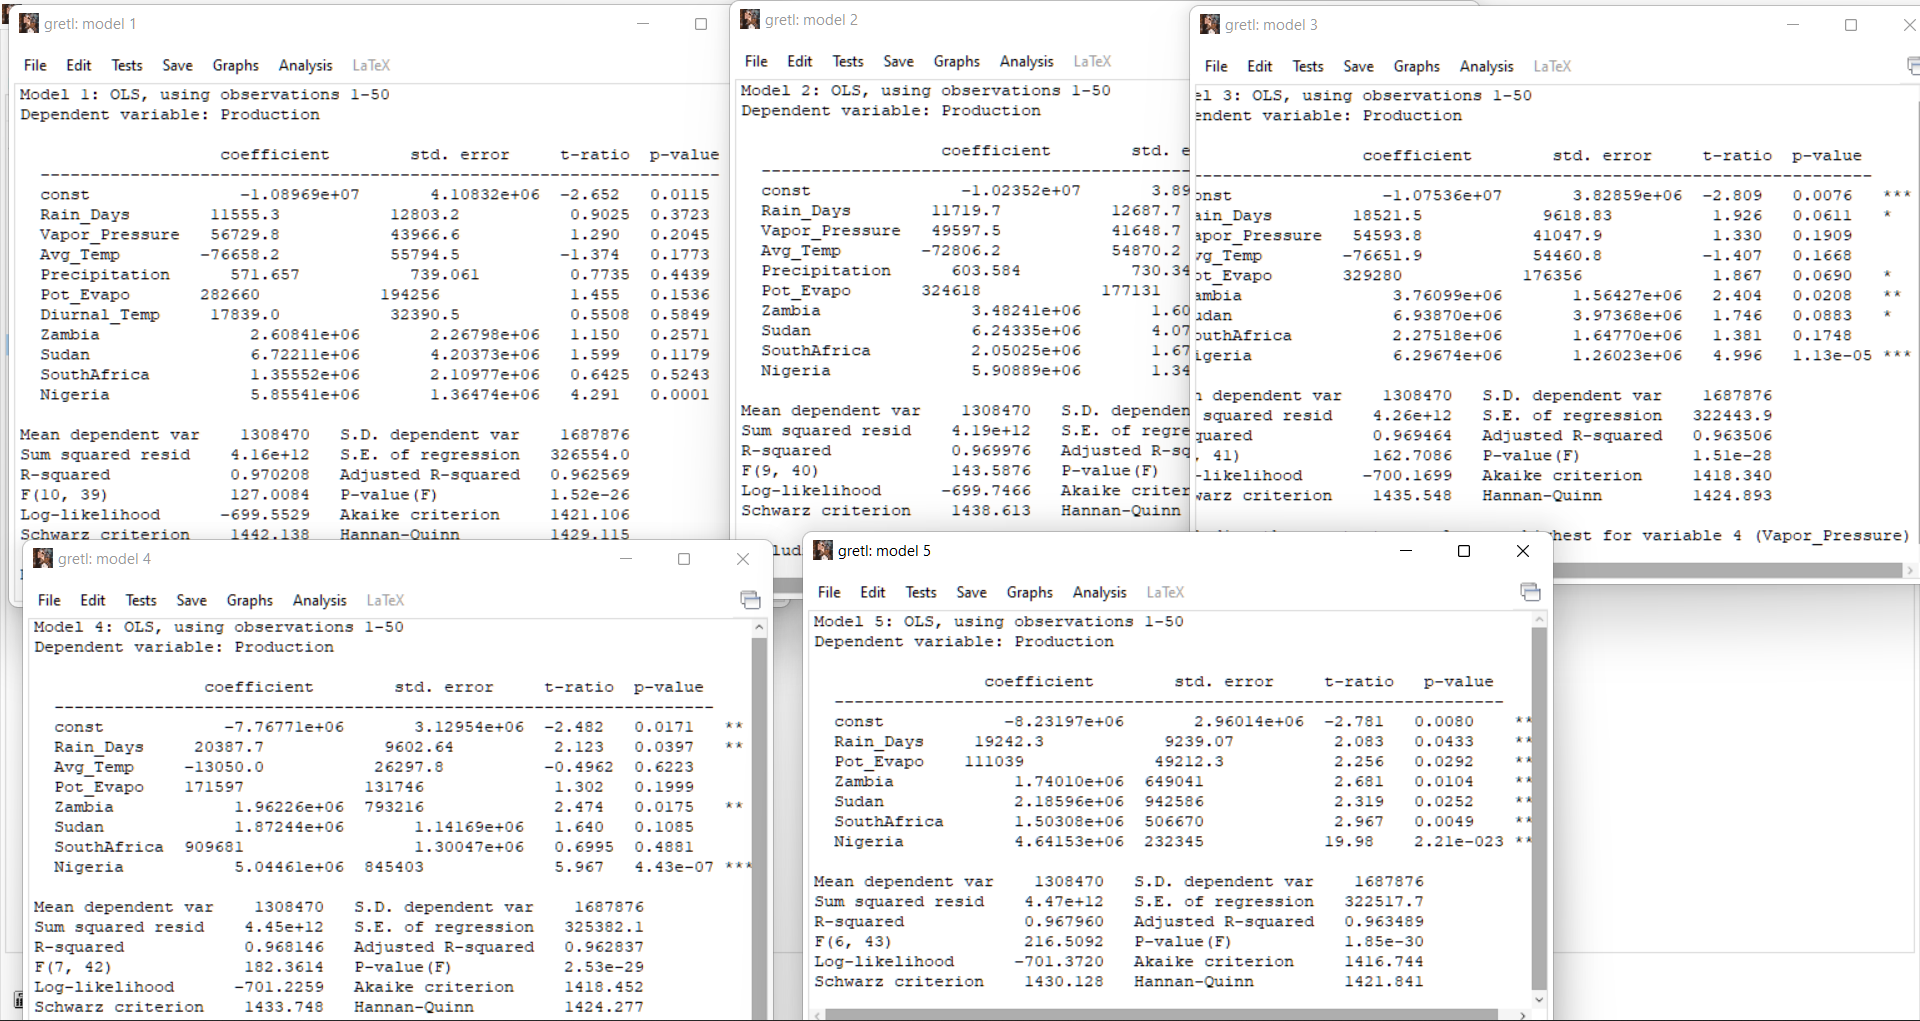 gretl: model 1
File Edit Tests Save Graphs Analysis LaTeX
Model 1: OLS, using observations 1-50
Dependent variable: Production
coefficient std. error t-ratio p-value
const -1.08969e+07 4.10832e+06 -2.652 0.0115
Rain_Days 11555.3 12803.2 0.9025 0.3723
Vapor_Pressure 56729.8 43966.6 1.290 0.2045
Avg_Temp -76658.2 55794.5 -1.374 0.1773
Precipitation 571.657 739.061 0.7735 0.4439
Pot_Evapo 282660 194256 1.455 0.1536
Diurnal_Temp 17839.0 32390.5 0.5508 0.5849
Zambia 2.60841e+06 2.26798e+06 1.150 0.2571
Sudan 6.72211e+06 4.20373e+06 1.599 0.1179
SouthAfrica 1.35552e+06 2.10977e+06 0.6425 0.5243
Nigeria 5.85541e+06 1.36474e+06 4.291 0.0001
Mean dependent var 1308470 S.D. dependent var 1687876
Sum squared resid 4.16e+12 S.E. of regression 326554.0
R-squared 0.970208 Adjusted R-squared 0.962569
F(10, 39) 127.0084 P-value(F) 1.52e-26
Log-likelihood -699.5529 Akaike criterion 1421.106
Schwarz criterion 1442.138 Hannan-Quinn 1429.115
gretl: model 2
File Edit Tests Save Graphs Analysis LaTeX
Model 2: OLS, using observations 1-50
Dependent variable: Production
coefficient std. e
const -1.02352e+07 3.89
Rain_Days 11719.7 12687.7
Vapor_Pressure 49597.5 41648.7
Avg_Temp -72806.2 54870.2
Precipitation 603.584 730.34
Pot_Evapo 324618 177131
Zambia 3.48241e+06 1.60
Sudan 6.24335e+06 4.07
SouthAfrica 2.05025e+06 1.67
Nigeria 5.90889e+06 1.34
Mean dependent var 1308470 S.D. depende
Sum squared resid 4.19e+12 S.E. of regre
R-squared 0.969976 Adjusted R-sq
F(9, 40) 143.5876 P-value(F)
Log-likelihood -699.7466 Akaike criter
Schwarz criterion 1438.613 Hannan-Quinn
lud
gretl: model 3
File Edit Tests Save Graphs Analysis LaTeX
el 3: OLS, using observations 1-50
endent variable: Production
coefficient std. error t-ratio p-value
onst -1.07536e+07 3.82859e+06 -2.809 0.0076 ***
ain_Days 18521.5 9618.83 1.926 0.0611 *
apor_Pressure 54593.8 41047.9 1.330 0.1909
vg_Temp -76651.9 54460.8 -1.407 0.1668
ot_Evapo 329280 176356 1.867 0.0690 *
ambia 3.76099e+06 1.56427e+06 2.404 0.0208 **
udan 6.93870e+06 3.97368e+06 1.746 0.0883 *
outhAfrica 2.27518e+06 1.64770e+06 1.381 0.1748
igeria 6.29674e+06 1.26023e+06 4.996 1.13e-05 ***
n dependent var 1308470 S.D. dependent var 1687876
squared resid 4.26e+12 S.E. of regression 322443.9
quared 0.969464 Adjusted R-squared 0.963506
, 41) 162.7086 P-value(F) 1.51e-28
-likelihood -700.1699 Akaike criterion 1418.340
warz criterion 1435.548 Hannan-Quinn 1424.893
hest for variable 4 (Vapor_Pressure)
gretl: model 4
File Edit Tests Save Graphs Analysis LaTeX
Model 4: OLS, using observations 1-50
Dependent variable: Production
coefficient std. error t-ratio p-value
const -7.76771e+06 3.12954e+06 -2.482 0.0171 **
Rain_Days 20387.7 9602.64 2.123 0.0397 **
Avg_Temp -13050.0 26297.8 -0.4962 0.6223
Pot_Evapo 171597 131746 1.302 0.1999
Zambia 1.96226e+06 793216 2.474 0.0175 **
Sudan 1.87244e+06 1.14169e+06 1.640 0.1085
SouthAfrica 909681 1.30047e+06 0.6995 0.4881
Nigeria 5.04461e+06 845403 5.967 4.43e-07 ***
Mean dependent var 1308470 S.D. dependent var 1687876
Sum squared resid 4.45e+12 S.E. of regression 325382.1
R-squared 0.968146 Adjusted R-squared 0.962837
F(7, 42) 182.3614 P-value(F) 2.53e-29
Log-likelihood -701.2259 Akaike criterion 1418.452
Schwarz criterion 1433.748 Hannan-Quinn 1424.277
gretl: model 5
File Edit Tests Save Graphs Analysis LaTeX
Model 5: OLS, using observations 1-50
Dependent variable: Production
coefficient std. error t-ratio p-value
const -8.23197e+06 2.96014e+06 -2.781 0.0080 **
Rain_Days 19242.3 9239.07 2.083 0.0433 **
Pot_Evapo 111039 49212.3 2.256 0.0292 **
Zambia 1.74010e+06 649041 2.681 0.0104 **
Sudan 2.18596e+06 942586 2.319 0.0252 **
SouthAfrica 1.50308e+06 506670 2.967 0.0049 **
Nigeria 4.64153e+06 232345 19.98 2.21e-023 **
Mean dependent var 1308470 S.D. dependent var 1687876
Sum squared resid 4.47e+12 S.E. of regression 322517.7
R-squared 0.967960 Adjusted R-squared 0.963489
F(6, 43) 216.5092 P-value(F) 1.85e-30
Log-likelihood -701.3720 Akaike criterion 1416.744
Schwarz criterion 1430.128 Hannan-Quinn 1421.841